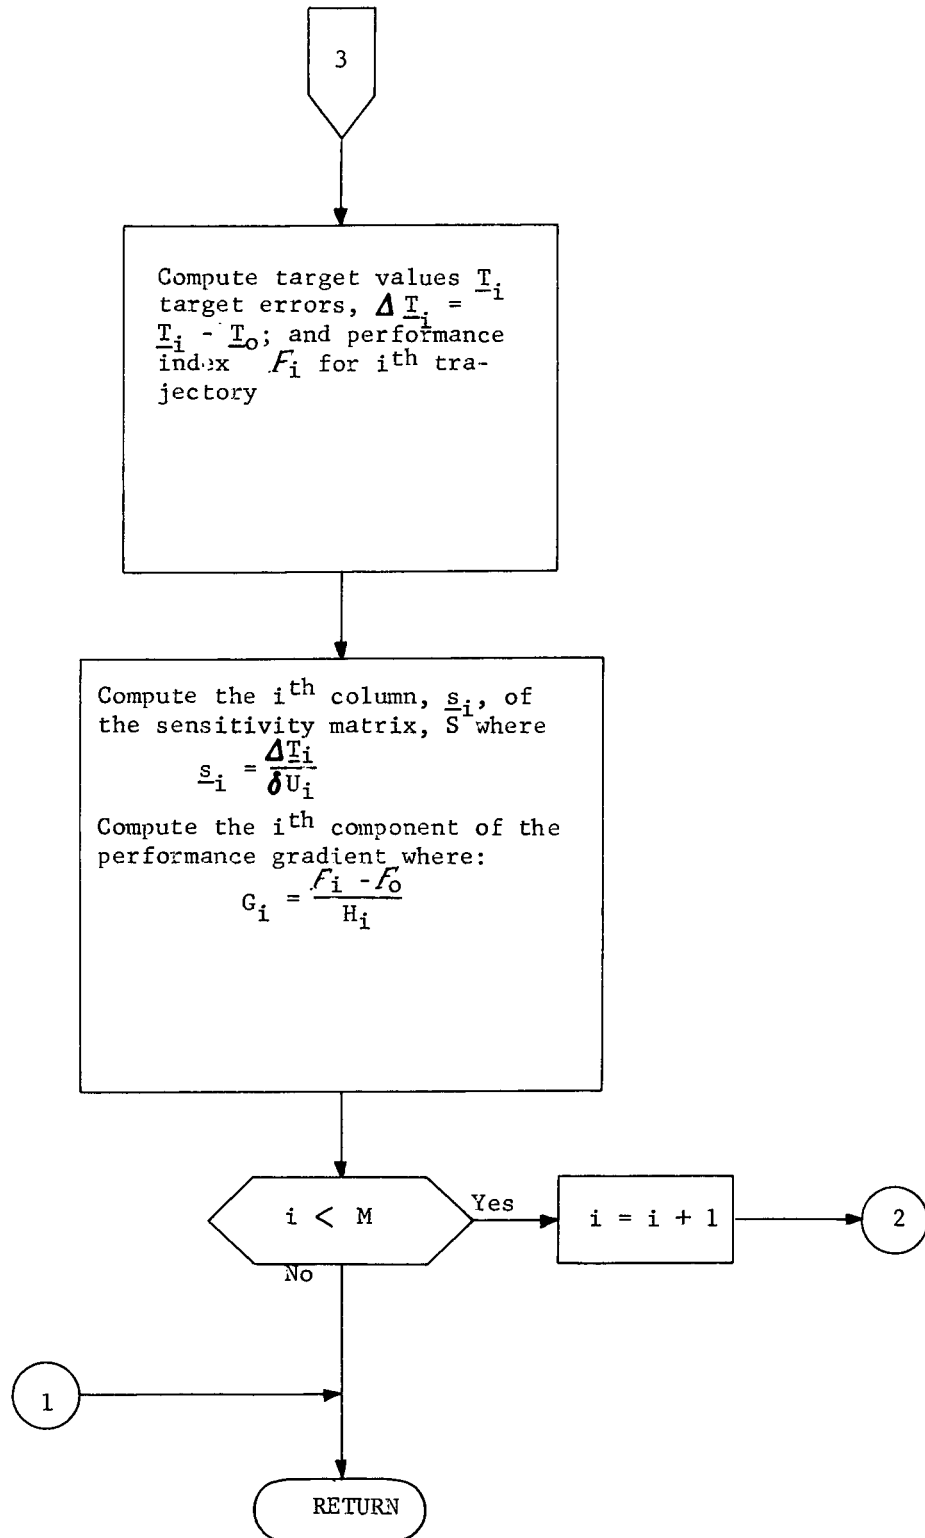 3
Compute target values T_i
target errors, Δ T_i =
T_i - T_o; and performance
index F_i for i^th tra-
jectory
Compute the i^th column, s_i, of
the sensitivity matrix, S where
s_i = ΔT_i / δU_i
Compute the i^th component of the
performance gradient where:
G_i = F_i - F_o / H_i
i < M
Yes
i = i + 1
2
No
1
RETURN